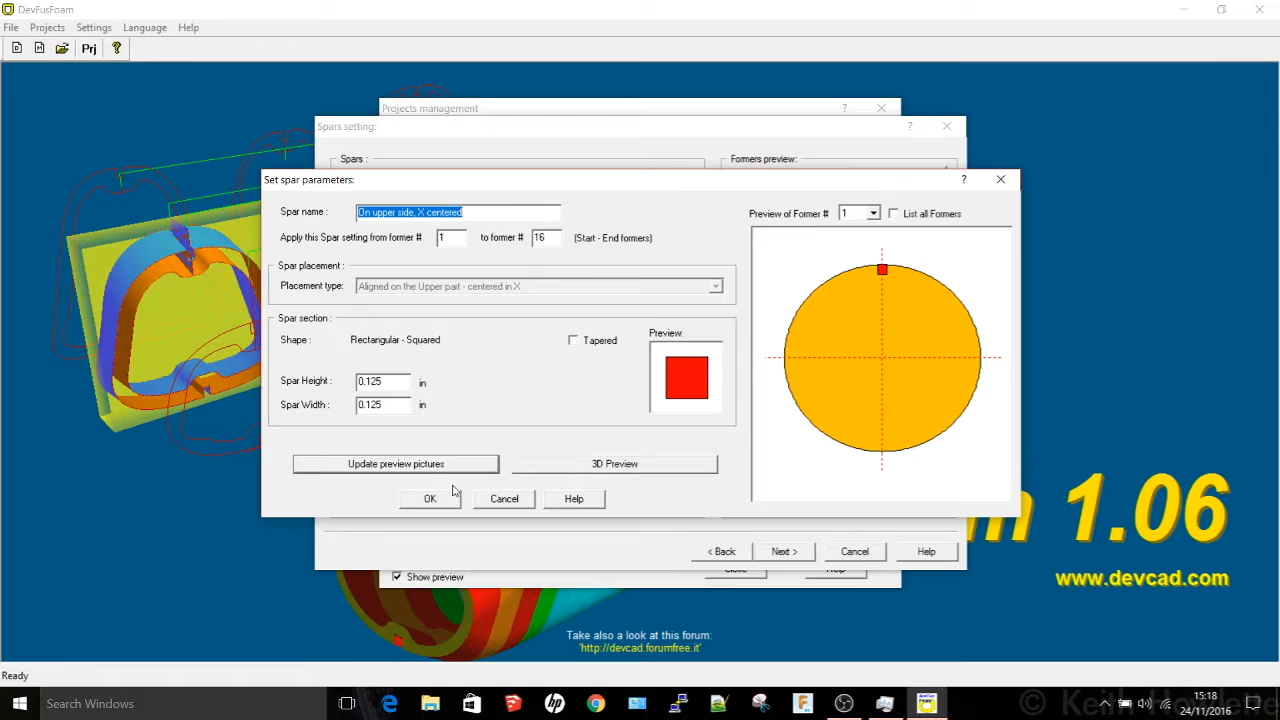 DevFusFoam
File Projects Settings Language Help
Prj
Projects management
Spars setting:
Spars :
Formers preview:
Set spar parameters:
Spar name : On upper side, X centered
Preview of Former # 1 List all Formers
Apply this Spar setting from former # 1 to former # 16 (Start - End formers)
Spar placement :
Placement type: Aligned on the Upper part - centered in X
Spar section :
Shape : Rectangular - Squared
Tapered
Preview:
Spar Height : 0.125 in
Spar Width : 0.125 in
Update preview pictures 3D Preview
OK Cancel Help
1.06
< Back Next > Cancel Help
Show preview
www.devcad.com
Take also a look at this forum:
'http://devcad.forumfree.it'
Ready
Search Windows
15:18
24/11/2016